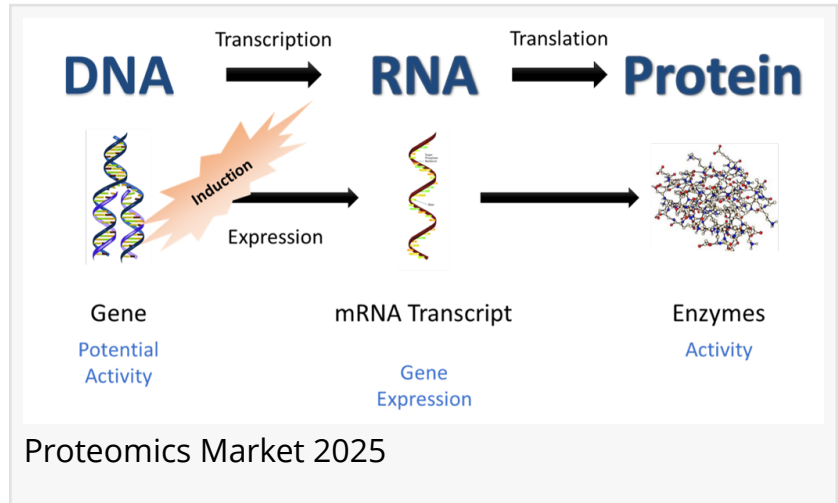 Transcription
Translation
DNA
RNA
Protein
Induction
Expression
Gene
mRNA Transcript
Enzymes
Potential
Activity
Gene
Expression
Activity
Proteomics Market 2025